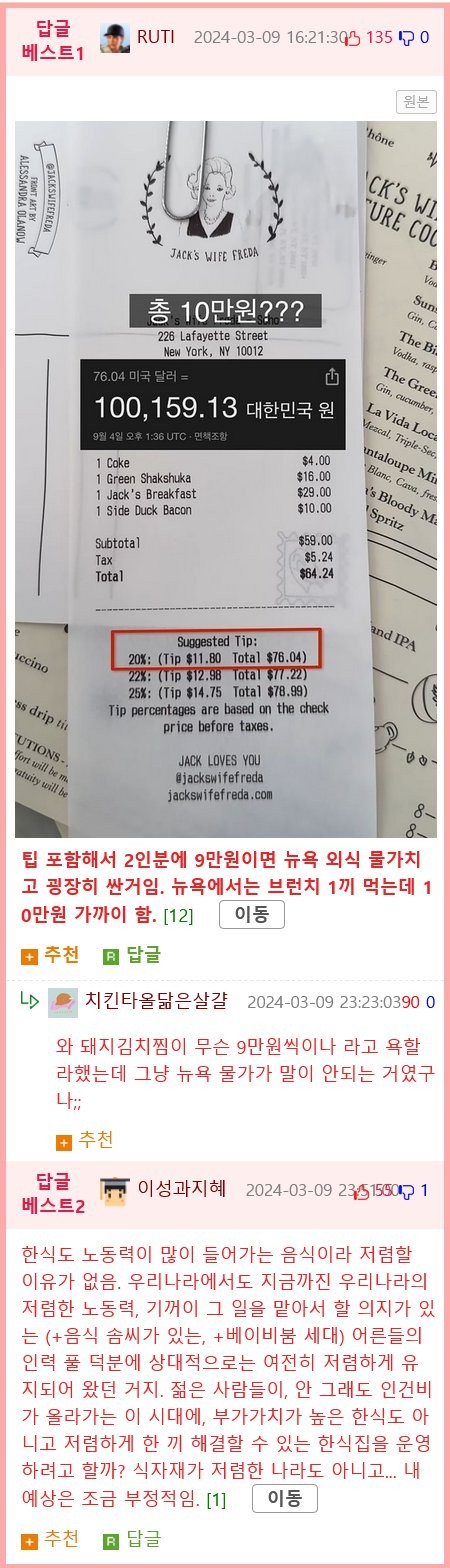 답글
베스트1
RUTI
2024-03-09 16:21:30
135
0
원본
@JACKSWIFEFREDA
FRONT ART BY
ALESSANDRA OLANOW
JACK'S WIFE FREDA
총 10만원???
226 Lafayette Street
New York, NY 10012
76.04 미국 달러 =
100,159.13 대한민국 원
9월 4일 오후 1:36 UTC · 면책조항
1 Coke $4.00
1 Green Shakshuka $16.00
1 Jack's Breakfast $29.00
1 Side Duck Bacon $10.00
Subtotal $59.00
Tax $5.24
Total $64.24
Suggested Tip:
20%: (Tip $11.80 Total $76.04)
22%: (Tip $12.98 Total $77.22)
25%: (Tip $14.75 Total $78.99)
Tip percentages are based on the check
price before taxes.
JACK LOVES YOU
@jackswifefreda
jackswifefreda.com
Gin, cucumber,
La Vida Loca
Mezcal, Triple-Sec,
Spritz
and IPA
팁 포함해서 2인분에 9만원이면 뉴욕 외식 물가치
고 굉장히 싼거임. 뉴욕에서는 브런치 1끼 먹는데 1
0만원 가까이 함. [12] 이동
추천 답글
치킨타올닮은살걀 2024-03-09 23:23:03 90 0
와 돼지김치찜이 무슨 9만원씩이나 라고 욕할
라했는데 그냥 뉴욕 물가가 말이 안되는 거였구
나;;
추천
답글
베스트2
이성과지혜
2024-03-09 23:51:50
55
1
한식도 노동력이 많이 들어가는 음식이라 저렴할
이유가 없음. 우리나라에서도 지금까진 우리나라의
저렴한 노동력, 기꺼이 그 일을 맡아서 할 의지가 있
는 (+음식 솜씨가 있는, +베이비붐 세대) 어른들의
인력 풀 덕분에 상대적으로는 여전히 저렴하게 유
지되어 왔던 거지. 젊은 사람들이, 안 그래도 인건비
가 올라가는 이 시대에, 부가가치가 높은 한식도 아
니고 저렴하게 한 끼 해결할 수 있는 한식집을 운영
하려고 할까? 식자재가 저렴한 나라도 아니고... 내
예상은 조금 부정적임. [1] 이동
추천 답글